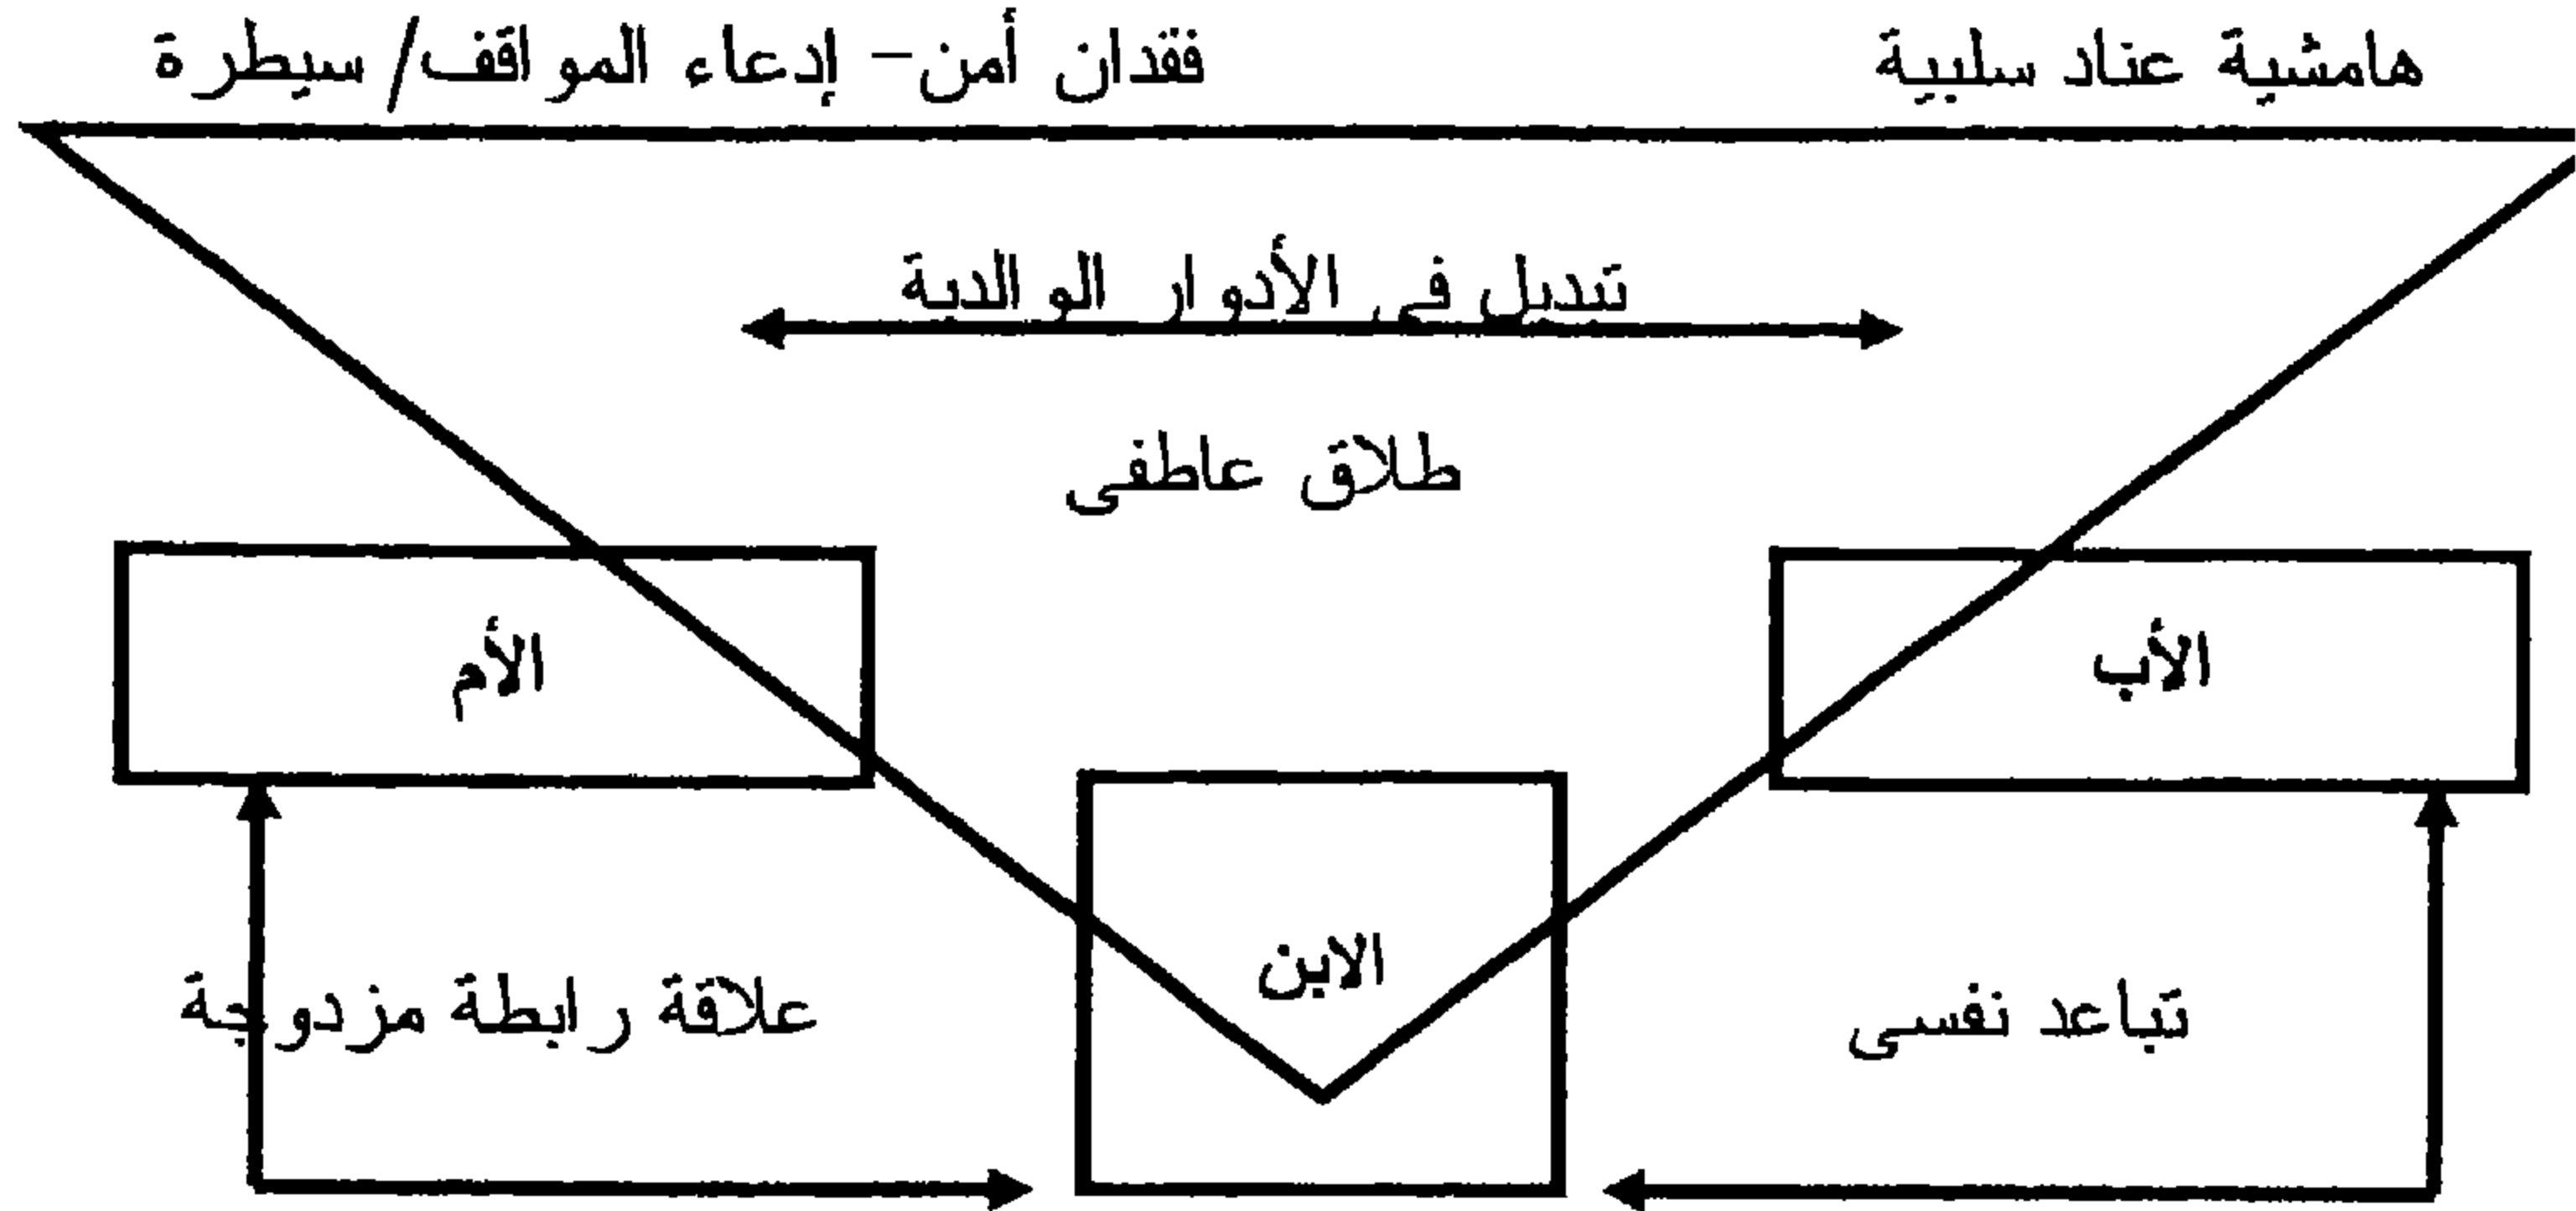 هامشية عناد سلبية
فقدان أمن- إدعاء المواقف/ سيطرة
تبديل في الأدوار الوالدية
طلاق عاطفى
الأب
الأم
الابن
تباعد نفسى
علاقة رابطة مزدوجة